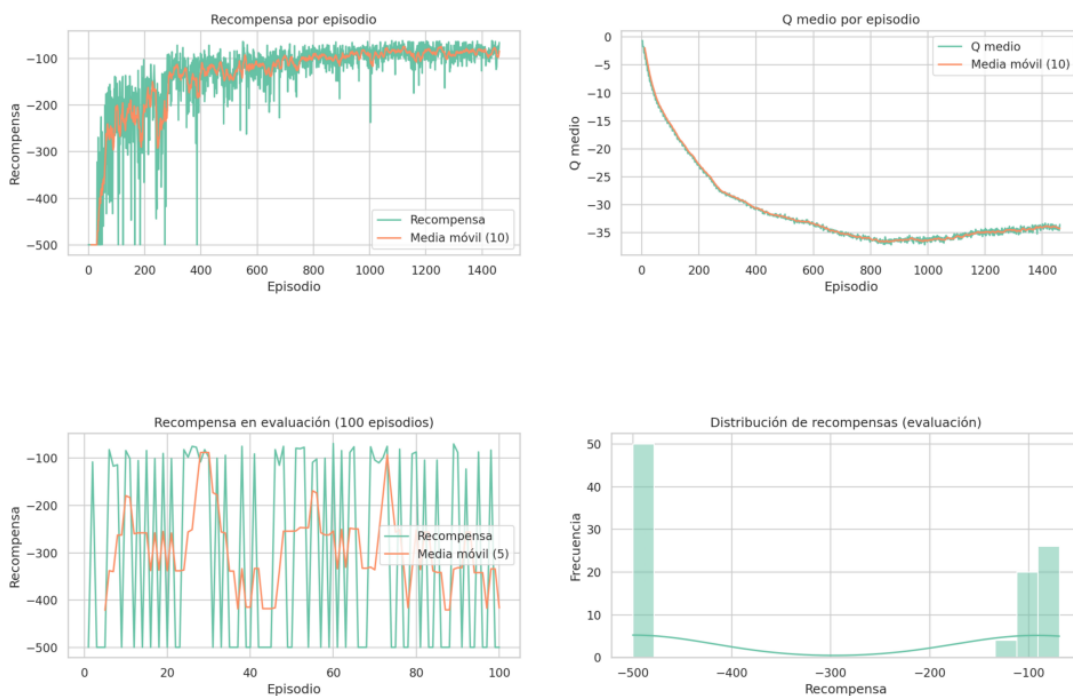 Recompensa por episodio
−100
−200
−300
−400
−500
Recompensa
0 200 400 600 800 1000 1200 1400
Episodio
Recompensa
Media móvil (10)
Q medio por episodio
0
−5
−10
−15
−20
−25
−30
−35
Q medio
0 200 400 600 800 1000 1200 1400
Episodio
Q medio
Media móvil (10)
Recompensa en evaluación (100 episodios)
−100
−200
−300
−400
−500
Recompensa
0 20 40 60 80 100
Episodio
Recompensa
Media móvil (5)
Distribución de recompensas (evaluación)
50
40
30
20
10
0
Frecuencia
−500 −400 −300 −200 −100
Recompensa